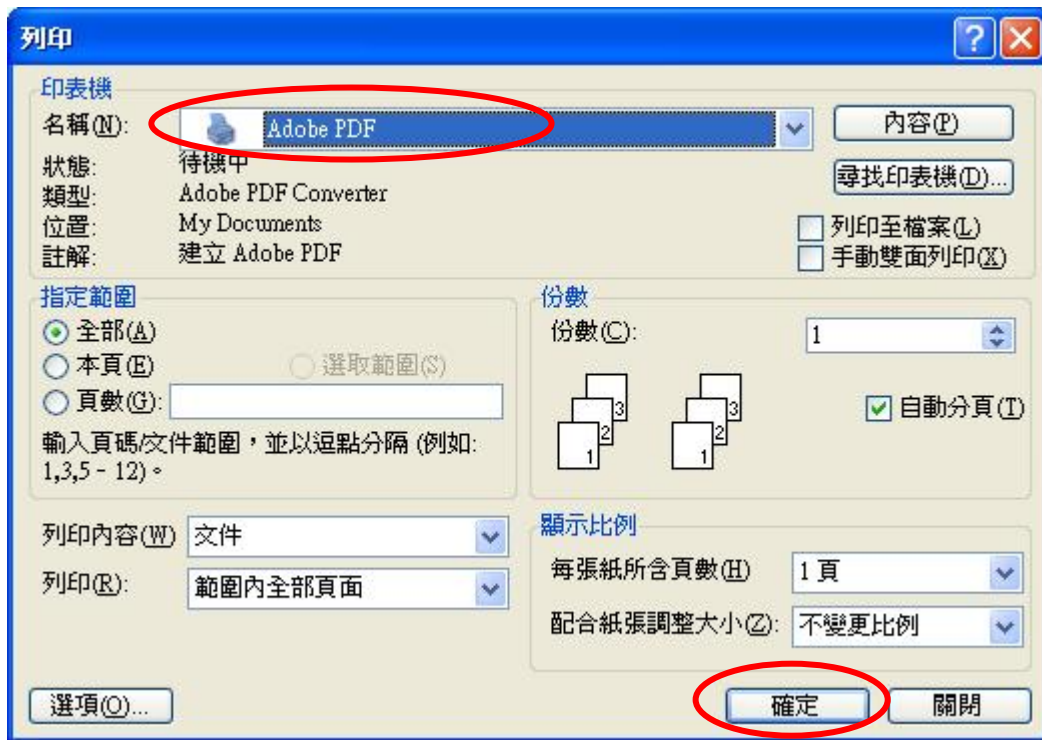 列印
印表機
名稱(N):
Adobe PDF
內容(P)
狀態:
待機中
尋找印表機(D)...
類型:
Adobe PDF Converter
位置:
My Documents
列印至檔案(L)
註解:
建立 Adobe PDF
手動雙面列印(X)
指定範圍
全部(A)
本頁(E)
選取範圍(S)
頁數(G):
輸入頁碼/文件範圍，並以逗點分隔 (例如:
1,3,5 - 12)。
份數
份數(C):
1
3
2
1
3
2
1
自動分頁(T)
列印內容(W)
文件
列印(R):
範圍內全部頁面
顯示比例
每張紙所含頁數(H)
1 頁
配合紙張調整大小(Z):
不變更比例
選項(O)...
確定
關閉